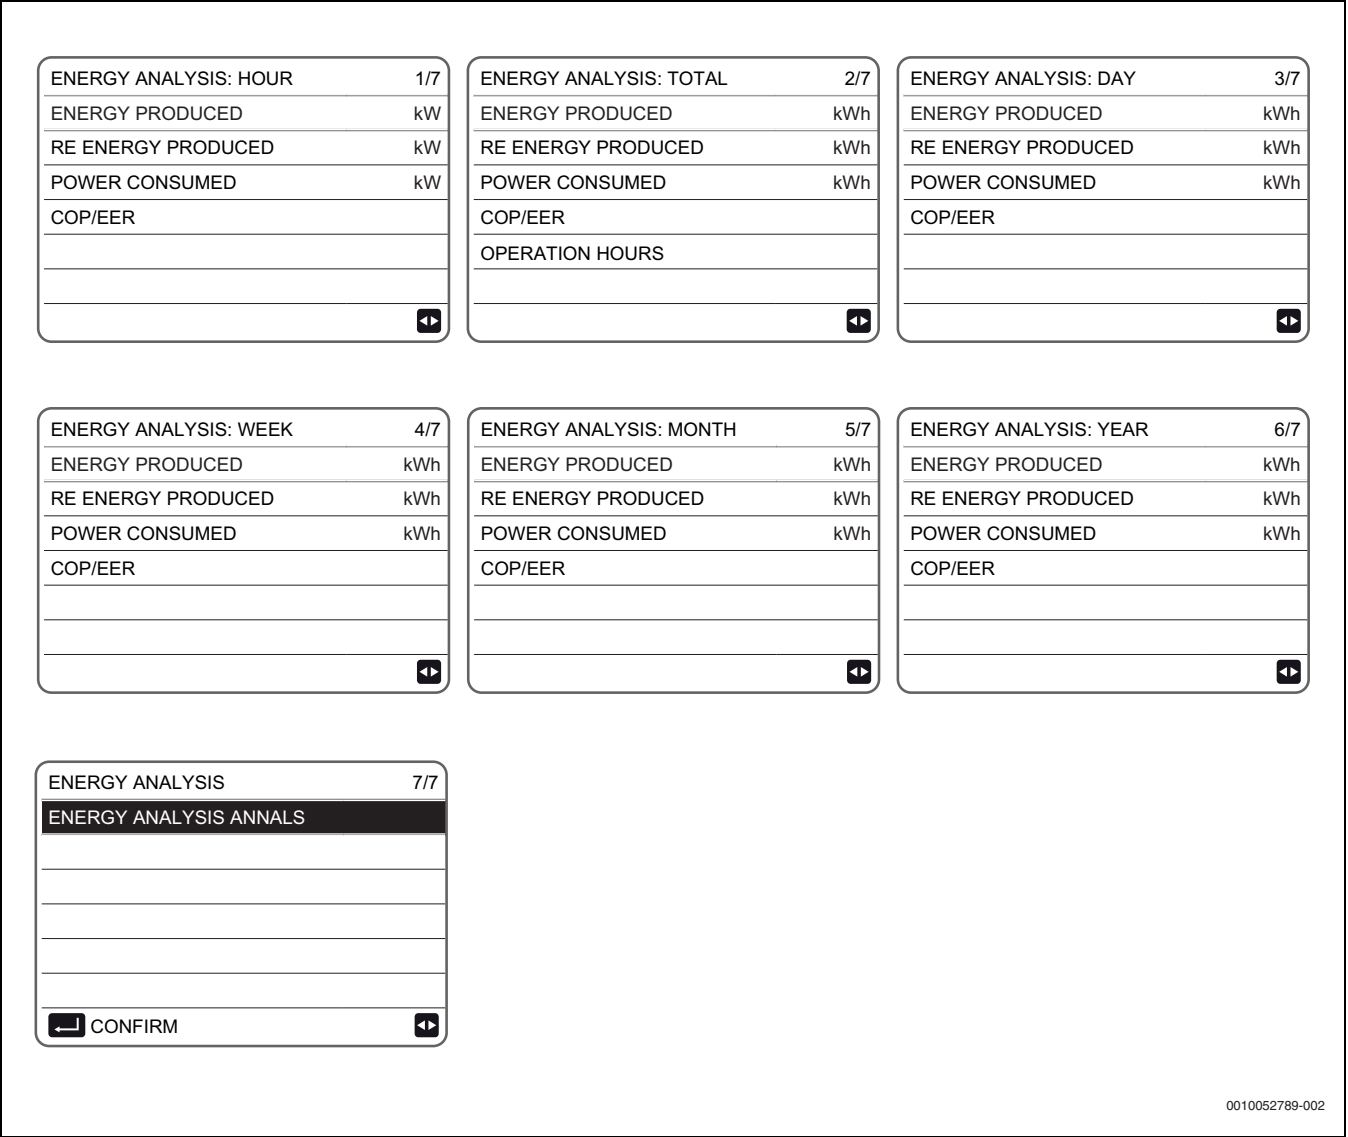 ENERGY ANALYSIS: HOUR 1/7
ENERGY PRODUCED kW
RE ENERGY PRODUCED kW
POWER CONSUMED kW
COP/EER
ENERGY ANALYSIS: TOTAL 2/7
ENERGY PRODUCED kWh
RE ENERGY PRODUCED kWh
POWER CONSUMED kWh
COP/EER
OPERATION HOURS
ENERGY ANALYSIS: DAY 3/7
ENERGY PRODUCED kWh
RE ENERGY PRODUCED kWh
POWER CONSUMED kWh
COP/EER
ENERGY ANALYSIS: WEEK 4/7
ENERGY PRODUCED kWh
RE ENERGY PRODUCED kWh
POWER CONSUMED kWh
COP/EER
ENERGY ANALYSIS: MONTH 5/7
ENERGY PRODUCED kWh
RE ENERGY PRODUCED kWh
POWER CONSUMED kWh
COP/EER
ENERGY ANALYSIS: YEAR 6/7
ENERGY PRODUCED kWh
RE ENERGY PRODUCED kWh
POWER CONSUMED kWh
COP/EER
ENERGY ANALYSIS 7/7
ENERGY ANALYSIS ANNALS
CONFIRM
0010052789-002